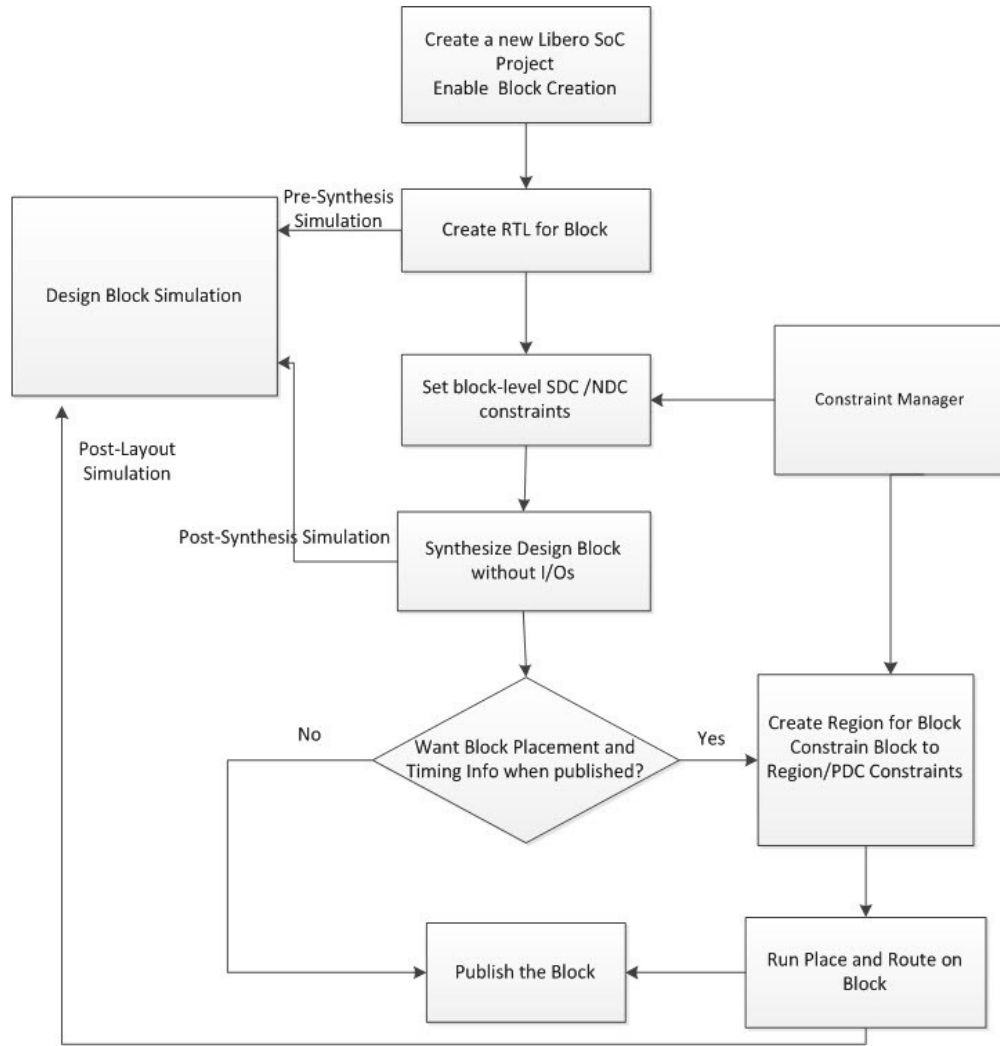 Create a new Libero SoC
Project
Enable Block Creation
Pre-Synthesis
Simulation
Create RTL for Block
Design Block Simulation
Set block-level SDC /NDC
constraints
Constraint Manager
Post-Layout
Simulation
Post-Synthesis Simulation
Synthesize Design Block
without I/Os
No
Want Block Placement and
Timing Info when published?
Yes
Create Region for Block
Constrain Block to
Region/PDC Constraints
Publish the Block
Run Place and Route on
Block